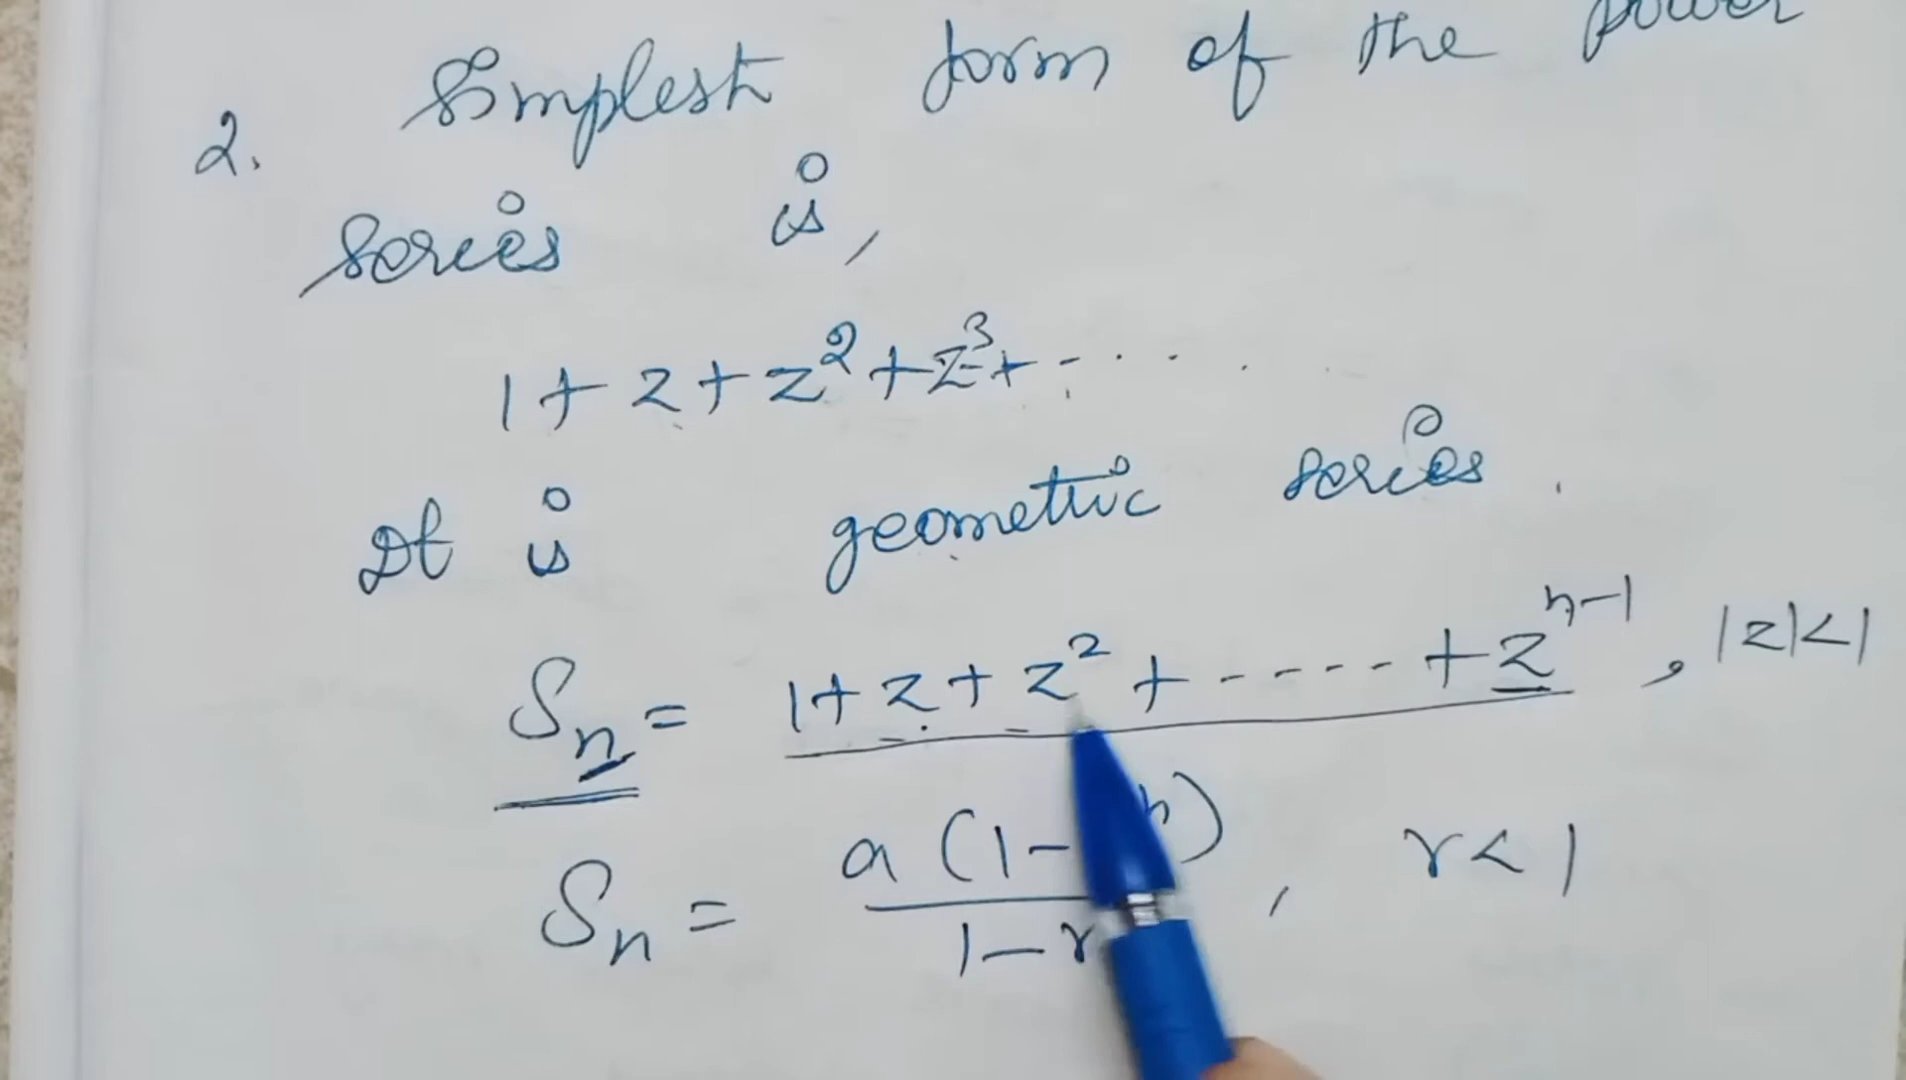 2. Simplest form of the power
series is,
1 + z + z² + z³ + - · · ·
It is geometric series.
Sₙ = 1 + z + z² + - - - - - + zⁿ⁻¹, |z| < 1
Sₙ = a (1 - ⁿ) / 1 - r, r < 1